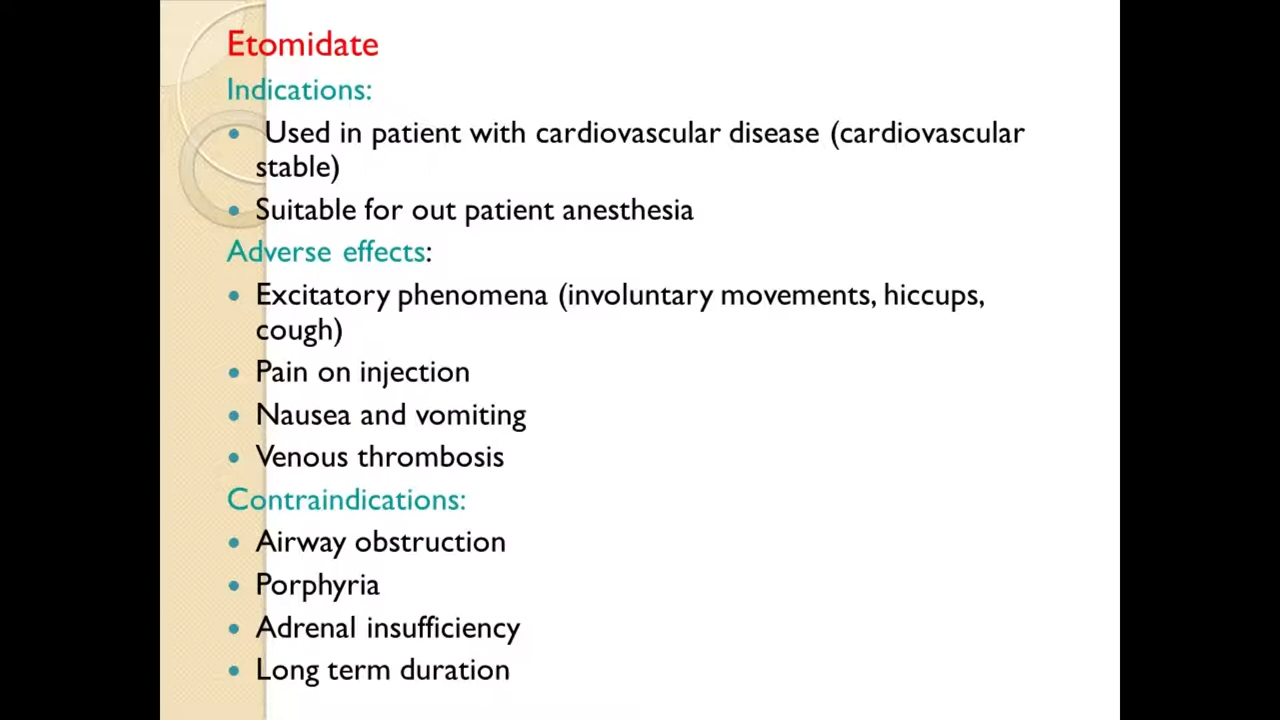 Etomidate
Indications:
• Used in patient with cardiovascular disease (cardiovascular
stable)
• Suitable for out patient anesthesia
Adverse effects:
• Excitatory phenomena (involuntary movements, hiccups,
cough)
• Pain on injection
• Nausea and vomiting
• Venous thrombosis
Contraindications:
• Airway obstruction
• Porphyria
• Adrenal insufficiency
• Long term duration